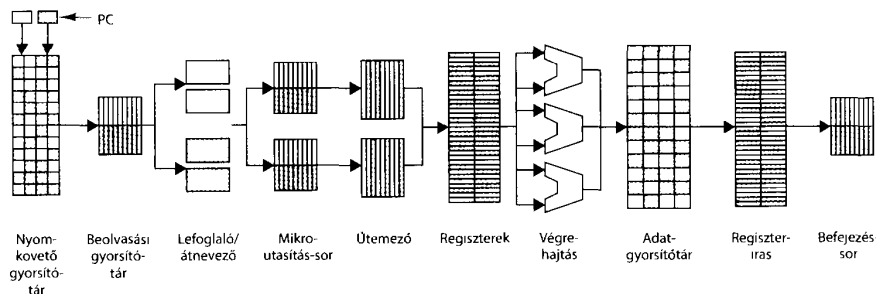 PC
Nyom-
követő
gyorsító-
tár
Beolvasási
gyorsító-
tár
Lefoglaló/
átnevező
Mikro-
utasítás-sor
Ütemező
Regiszterek
Végre-
hajtás
Adat-
gyorsítótár
Regiszter-
iras
Befejezés
sor